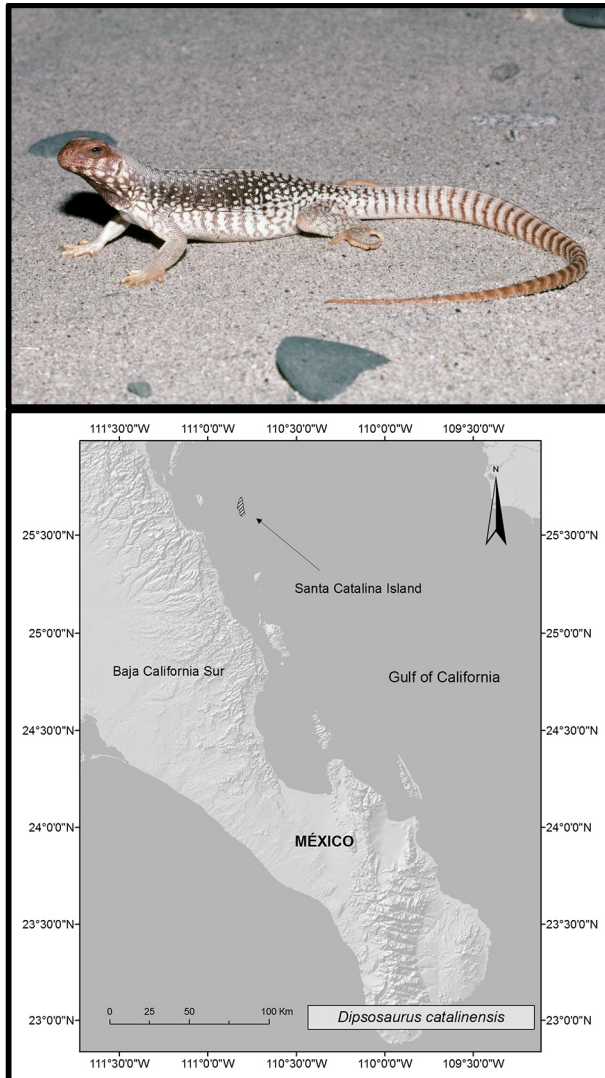 111°30'0"W 111°0'0"W 110°30'0"W 110°0'0"W 109°30'0"W
N
25°30'0"N 25°30'0"N
Santa Catalina Island
25°0'0"N 25°0'0"N
Baja California Sur
Gulf of California
24°30'0"N 24°30'0"N
24°0'0"N 24°0'0"N
MÉXICO
23°30'0"N 23°30'0"N
0 25 50 100 Km
Dipsosaurus catalinensis
23°0'0"N 23°0'0"N
111°30'0"W 111°0'0"W 110°30'0"W 110°0'0"W 109°30'0"W